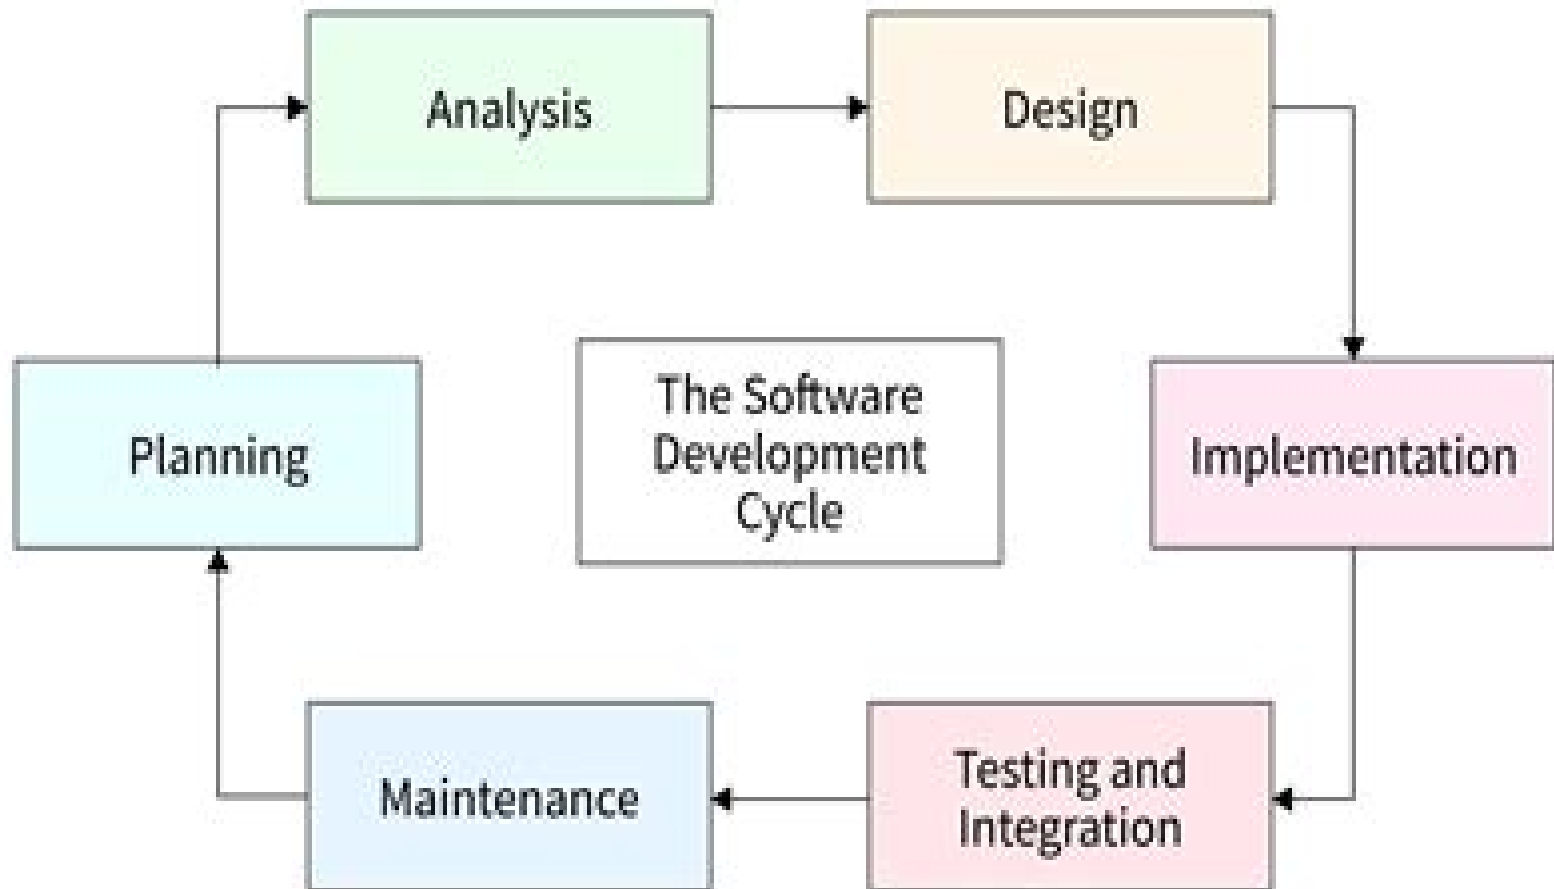 Analysis
Design
Planning
The Software
Development
Cycle
Implementation
Maintenance
Testing and
Integration